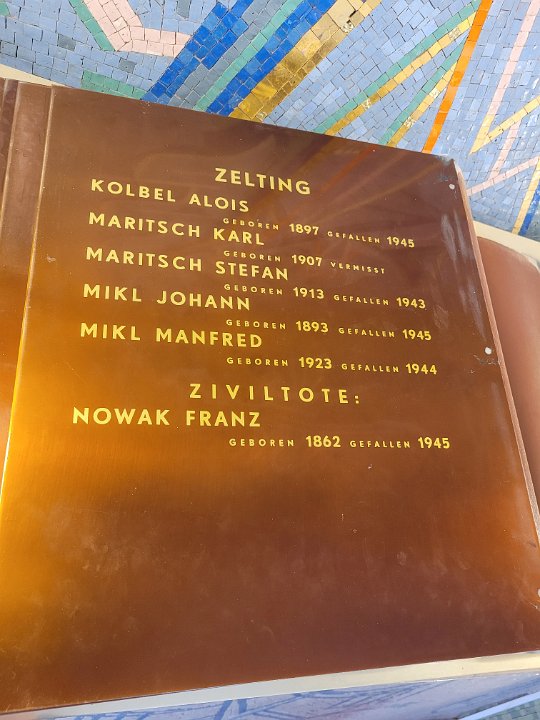 ZELTING
KOLBEL ALOIS
GEBOREN 1897 GEFALLEN 1945
MARITSCH KARL
GEBOREN 1907 VERMISST
MARITSCH STEFAN
GEBOREN 1913 GEFALLEN 1943
MIKL JOHANN
GEBOREN 1893 GEFALLEN 1945
MIKL MANFRED
GEBOREN 1923 GEFALLEN 1944
ZIVILTOTE:
NOWAK FRANZ
GEBOREN 1862 GEFALLEN 1945